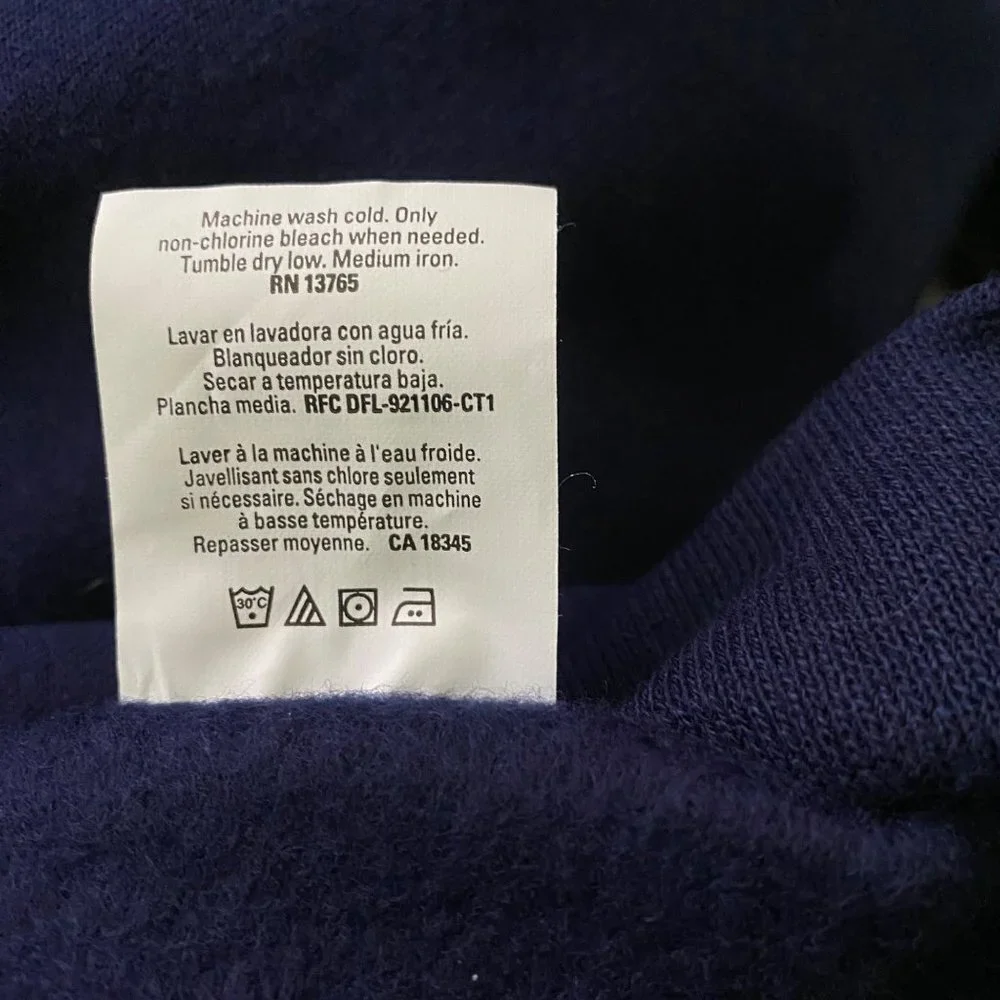 Machine wash cold. Only
non-chlorine bleach when needed.
Tumble dry low. Medium iron.
RN 13765
Lavar en lavadora con agua fría.
Blanqueador sin cloro.
Secar a temperatura baja.
Plancha media. RFC DFL-921106-CT1
Laver à la machine à l'eau froide.
Javellisant sans chlore seulement
si nécessaire. Séchage en machine
à basse température.
Repasser moyenne. CA 18345
30°C